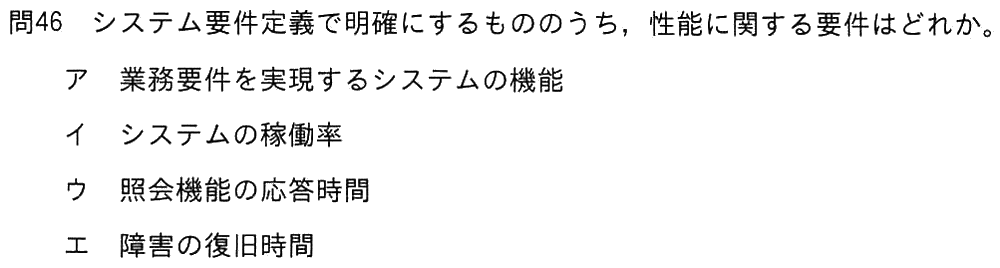 問46　システム要件定義で明確にするもののうち，性能に関する要件はどれか。
ア　業務要件を実現するシステムの機能
イ　システムの稼働率
ウ　照会機能の応答時間
エ　障害の復旧時間